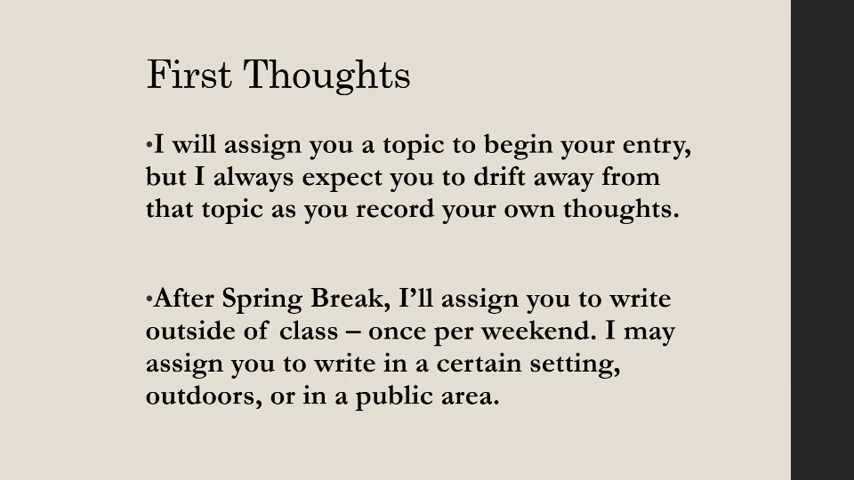 First Thoughts
•I will assign you a topic to begin your entry,
but I always expect you to drift away from
that topic as you record your own thoughts.
•After Spring Break, I’ll assign you to write
outside of class – once per weekend. I may
assign you to write in a certain setting,
outdoors, or in a public area.